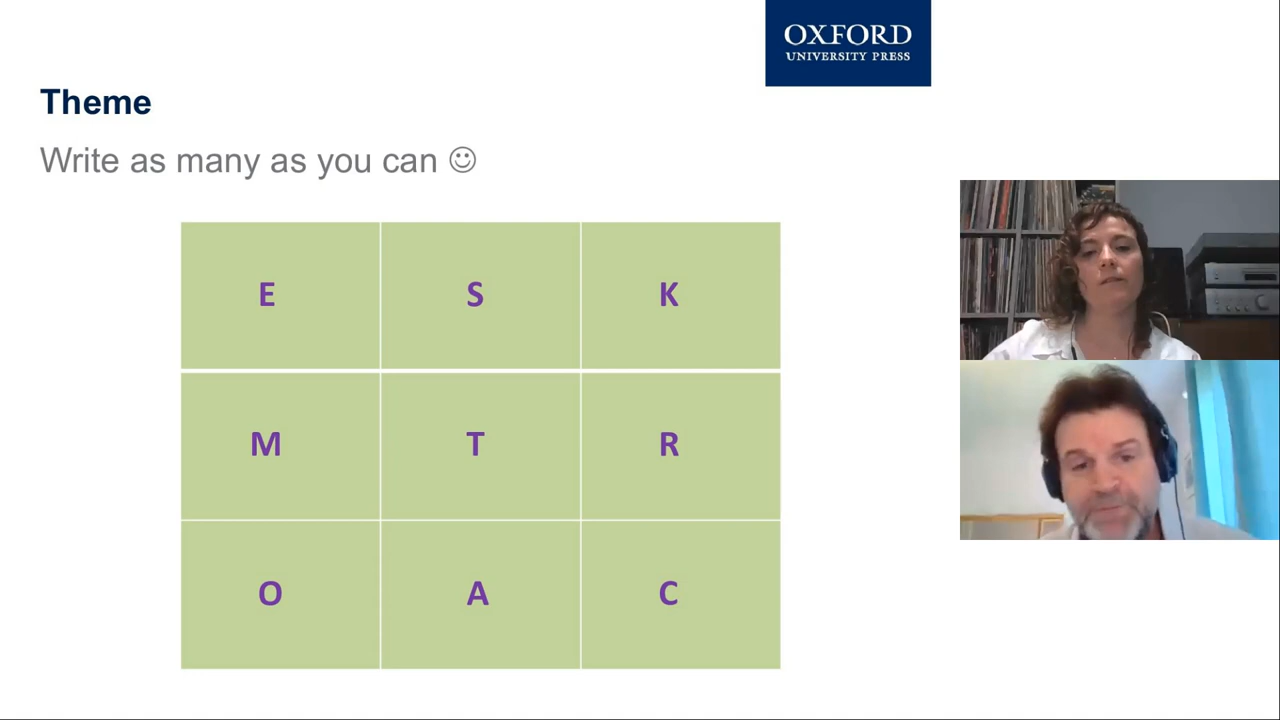 OXFORD
UNIVERSITY PRESS
Theme
Write as many as you can ☺
E S K
M T R
O A C